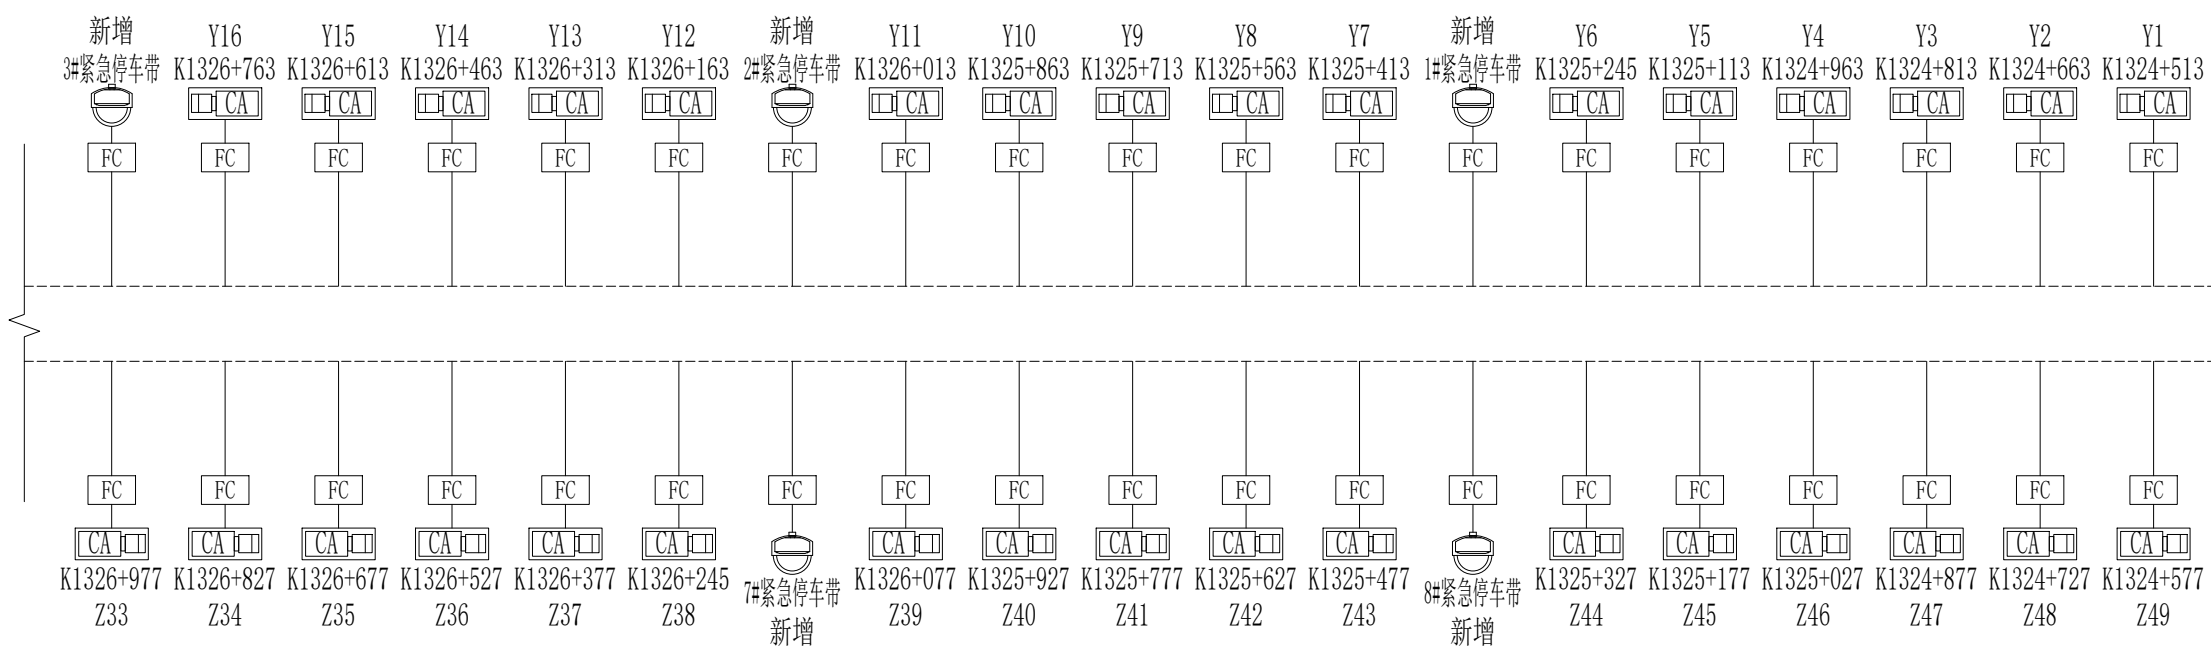 新增 Y16 Y15 Y14 Y13 Y12 新增 Y11 Y10 Y9 Y8 Y7 新增 Y6 Y5 Y4 Y3 Y2 Y1
3#紧急停车带 K1326+763 K1326+613 K1326+463 K1326+313 K1326+163 2#紧急停车带 K1326+013 K1325+863 K1325+713 K1325+563 K1325+413 1#紧急停车带 K1325+245 K1325+113 K1324+963 K1324+813 K1324+663 K1324+513
CA CA CA CA CA CA CA CA CA CA CA CA CA CA CA CA
FC FC FC FC FC FC FC FC FC FC FC FC FC FC FC FC FC FC FC
FC FC FC FC FC FC FC FC FC FC FC FC FC FC FC FC FC FC FC
CA CA CA CA CA CA CA CA CA CA CA CA CA CA CA CA CA
K1326+977 K1326+827 K1326+677 K1326+527 K1326+377 K1326+245 7#紧急停车带 K1326+077 K1325+927 K1325+777 K1325+627 K1325+477 8#紧急停车带 K1325+327 K1325+177 K1325+027 K1324+877 K1324+727 K1324+577
Z33 Z34 Z35 Z36 Z37 Z38 新增 Z39 Z40 Z41 Z42 Z43 新增 Z44 Z45 Z46 Z47 Z48 Z49